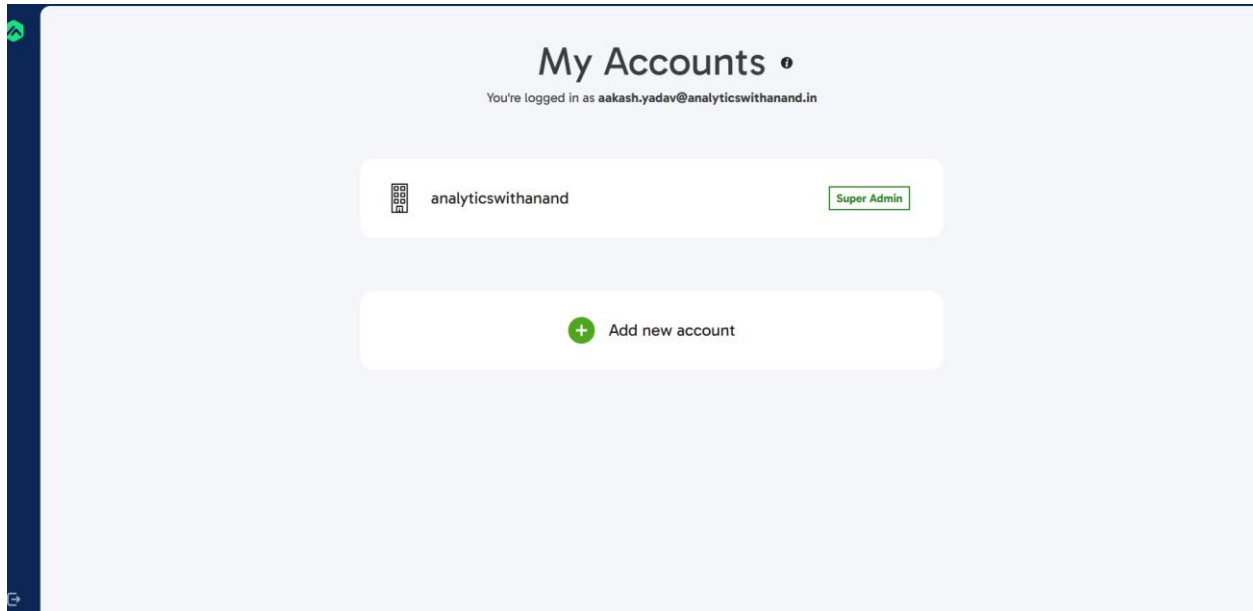 My Accounts
You're logged in as aakash.yadav@analyticswithanand.in
analyticswithanand
Super Admin
Add new account